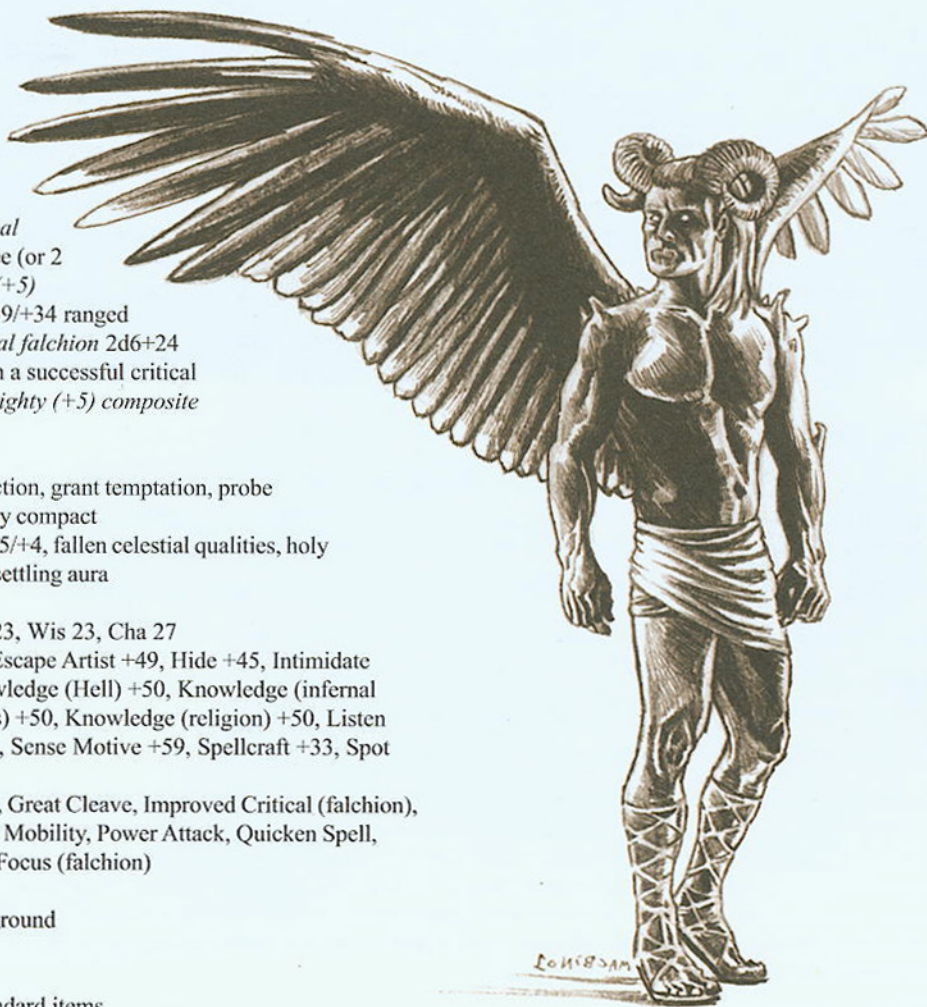 al
e (or 2
+5)
9/+34 ranged
al falchion 2d6+24
n a successful critical
ighty (+5) composite
ction, grant temptation, probe
y compact
5/+4, fallen celestial qualities, holy
settling aura
23, Wis 23, Cha 27
Escape Artist +49, Hide +45, Intimidate
wledge (Hell) +50, Knowledge (infernal
s) +50, Knowledge (religion) +50, Listen
, Sense Motive +59, Spellcraft +33, Spot
, Great Cleave, Improved Critical (falchion),
Mobility, Power Attack, Quicken Spell,
Focus (falchion)
round
ndard items